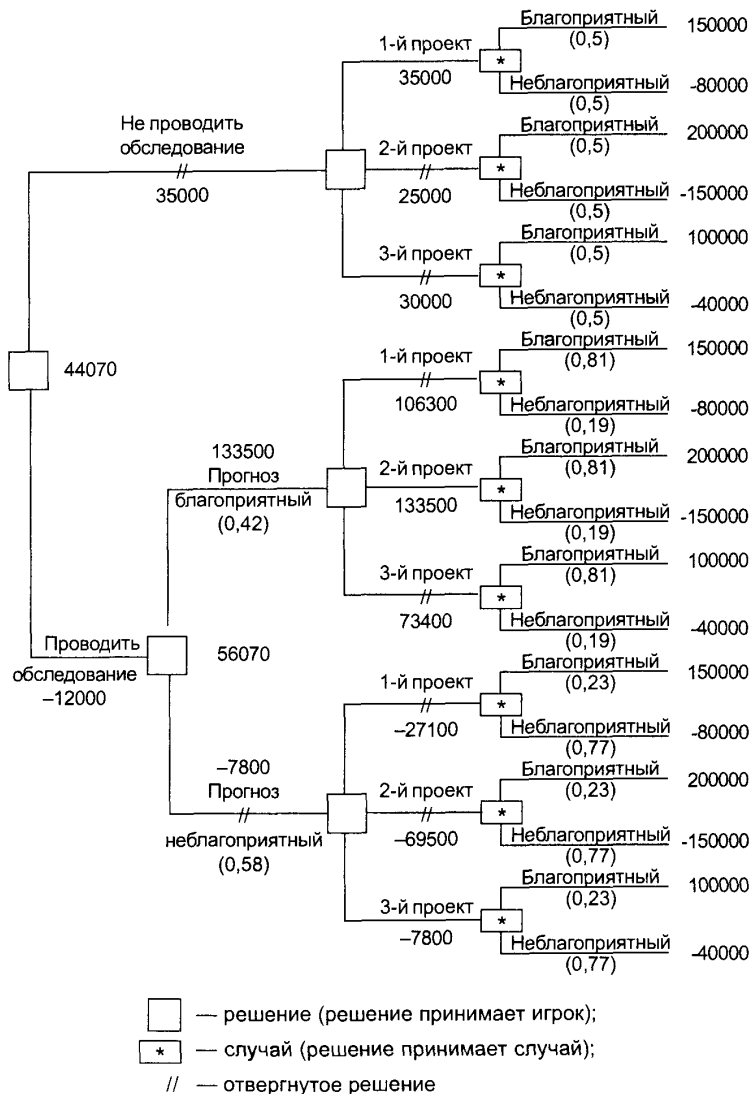 Благоприятный
(0,5)
150000
1-й проект
35000
*
Неблагоприятный
(0,5)
-80000
Не проводить
обследование
//
35000
Благоприятный
(0,5)
200000
2-й проект
//
25000
*
Неблагоприятный
(0,5)
-150000
Благоприятный
(0,5)
100000
3-й проект
//
30000
*
Неблагоприятный
(0,5)
-40000
44070
Благоприятный
(0,81)
150000
1-й проект
//
106300
*
Неблагоприятный
(0,19)
-80000
133500
Прогноз
благоприятный
(0,42)
Благоприятный
(0,81)
200000
2-й проект
133500
*
Неблагоприятный
(0,19)
-150000
Благоприятный
(0,81)
100000
3-й проект
//
73400
*
Неблагоприятный
(0,19)
-40000
Проводить
обследование
–12000
56070
Благоприятный
(0,23)
150000
1-й проект
//
–27100
*
Неблагоприятный
(0,77)
-80000
–7800
Прогноз
//
неблагоприятный
(0,58)
Благоприятный
(0,23)
200000
2-й проект
//
–69500
*
Неблагоприятный
(0,77)
-150000
Благоприятный
(0,23)
100000
3-й проект
–7800
*
Неблагоприятный
(0,77)
-40000
— решение (решение принимает игрок);
* — случай (решение принимает случай);
// — отвергнутое решение